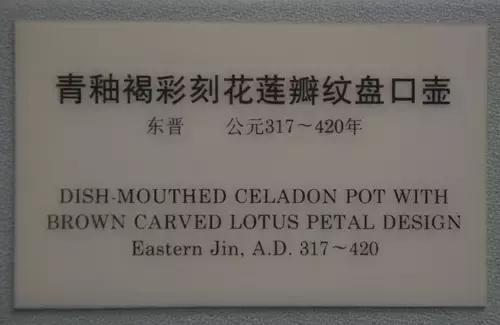 青釉褐彩刻花莲瓣纹盘口壶
东晋 公元317～420年
DISH-MOUTHED CELADON POT WITH
BROWN CARVED LOTUS PETAL DESIGN
Eastern Jin, A.D. 317～420